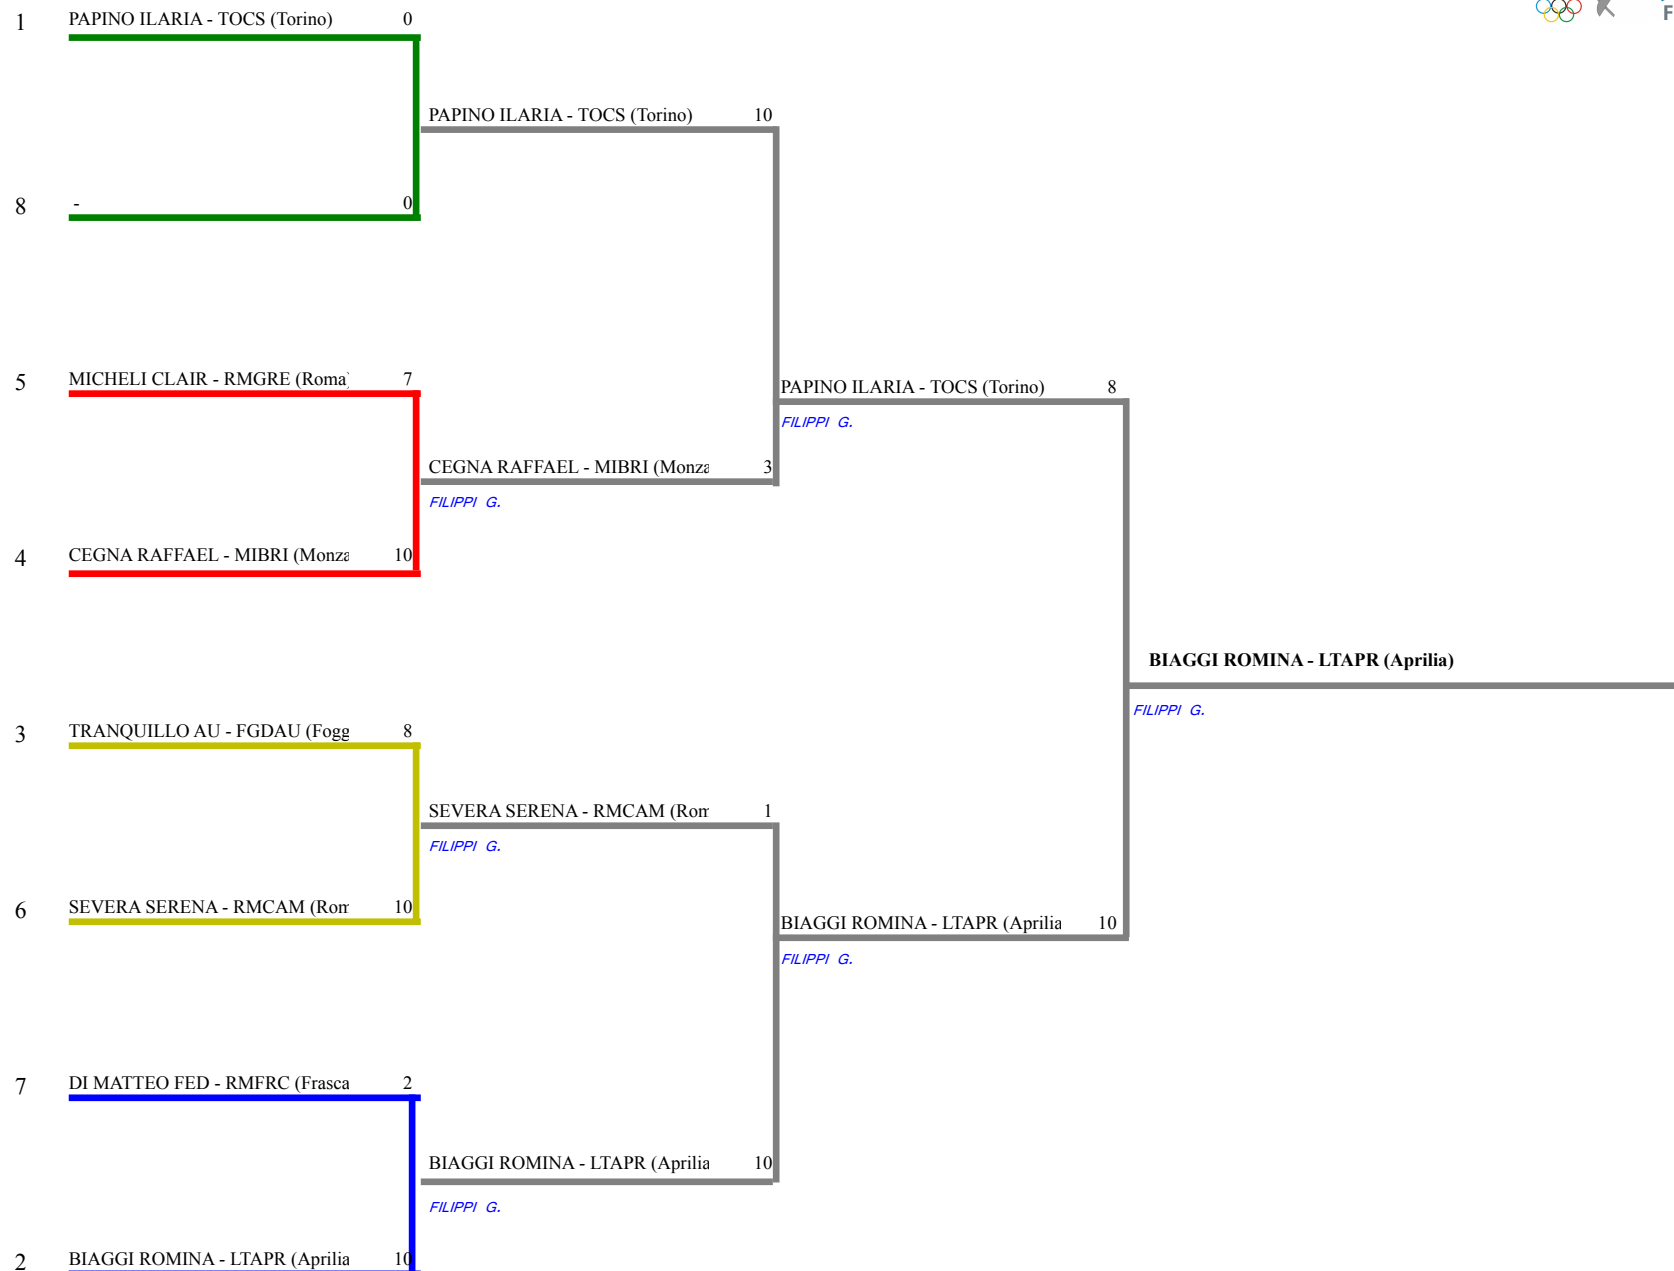 1 PAPINO ILARIA - TOCS (Torino) 0
F
PAPINO ILARIA - TOCS (Torino) 10
8 - 0
5 MICHELI CLAIR - RMGRE (Roma) 7
PAPINO ILARIA - TOCS (Torino) 8
FILIPPI G.
CEGNA RAFFAEL - MIBRI (Monza 3
FILIPPI G.
4 CEGNA RAFFAEL - MIBRI (Monza 10
BIAGGI ROMINA - LTAPR (Aprilia)
FILIPPI G.
3 TRANQUILLO AU - FGDAU (Fogg 8
SEVERA SERENA - RMCAM (Rom 1
FILIPPI G.
6 SEVERA SERENA - RMCAM (Rom 10
BIAGGI ROMINA - LTAPR (Aprilia 10
FILIPPI G.
7 DI MATTEO FED - RMFRC (Frasca 2
BIAGGI ROMINA - LTAPR (Aprilia 10
FILIPPI G.
2 BIAGGI ROMINA - LTAPR (Aprilia 10